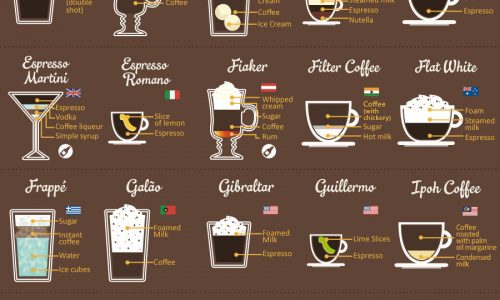 (double
shot)
Coffee
Cream
Coffee
Ice Cream
Steamed milk
Espresso
Nutella
Espresso
Espresso
Martini
Espresso
Vodka
Coffee liqueur
Simple syrup
Espresso
Romano
Slice
of lemon
Espresso
Fiaker
Whipped
cream
Sugar
Coffee
Rum
Filter Coffee
Coffee
(with
chickory)
Sugar
Hot milk
Flat White
Foam
Steamed
milk
Espresso
Frappé
Sugar
Instant
coffee
Water
Ice cubes
Galão
Foamed
Milk
Coffee
Gibraltar
Foamed
Milk
Espresso
Guillermo
Lime Slices
Espresso
Ipoh Coffee
Coffee
roasted
with palm
oil margarine
Condensed
milk